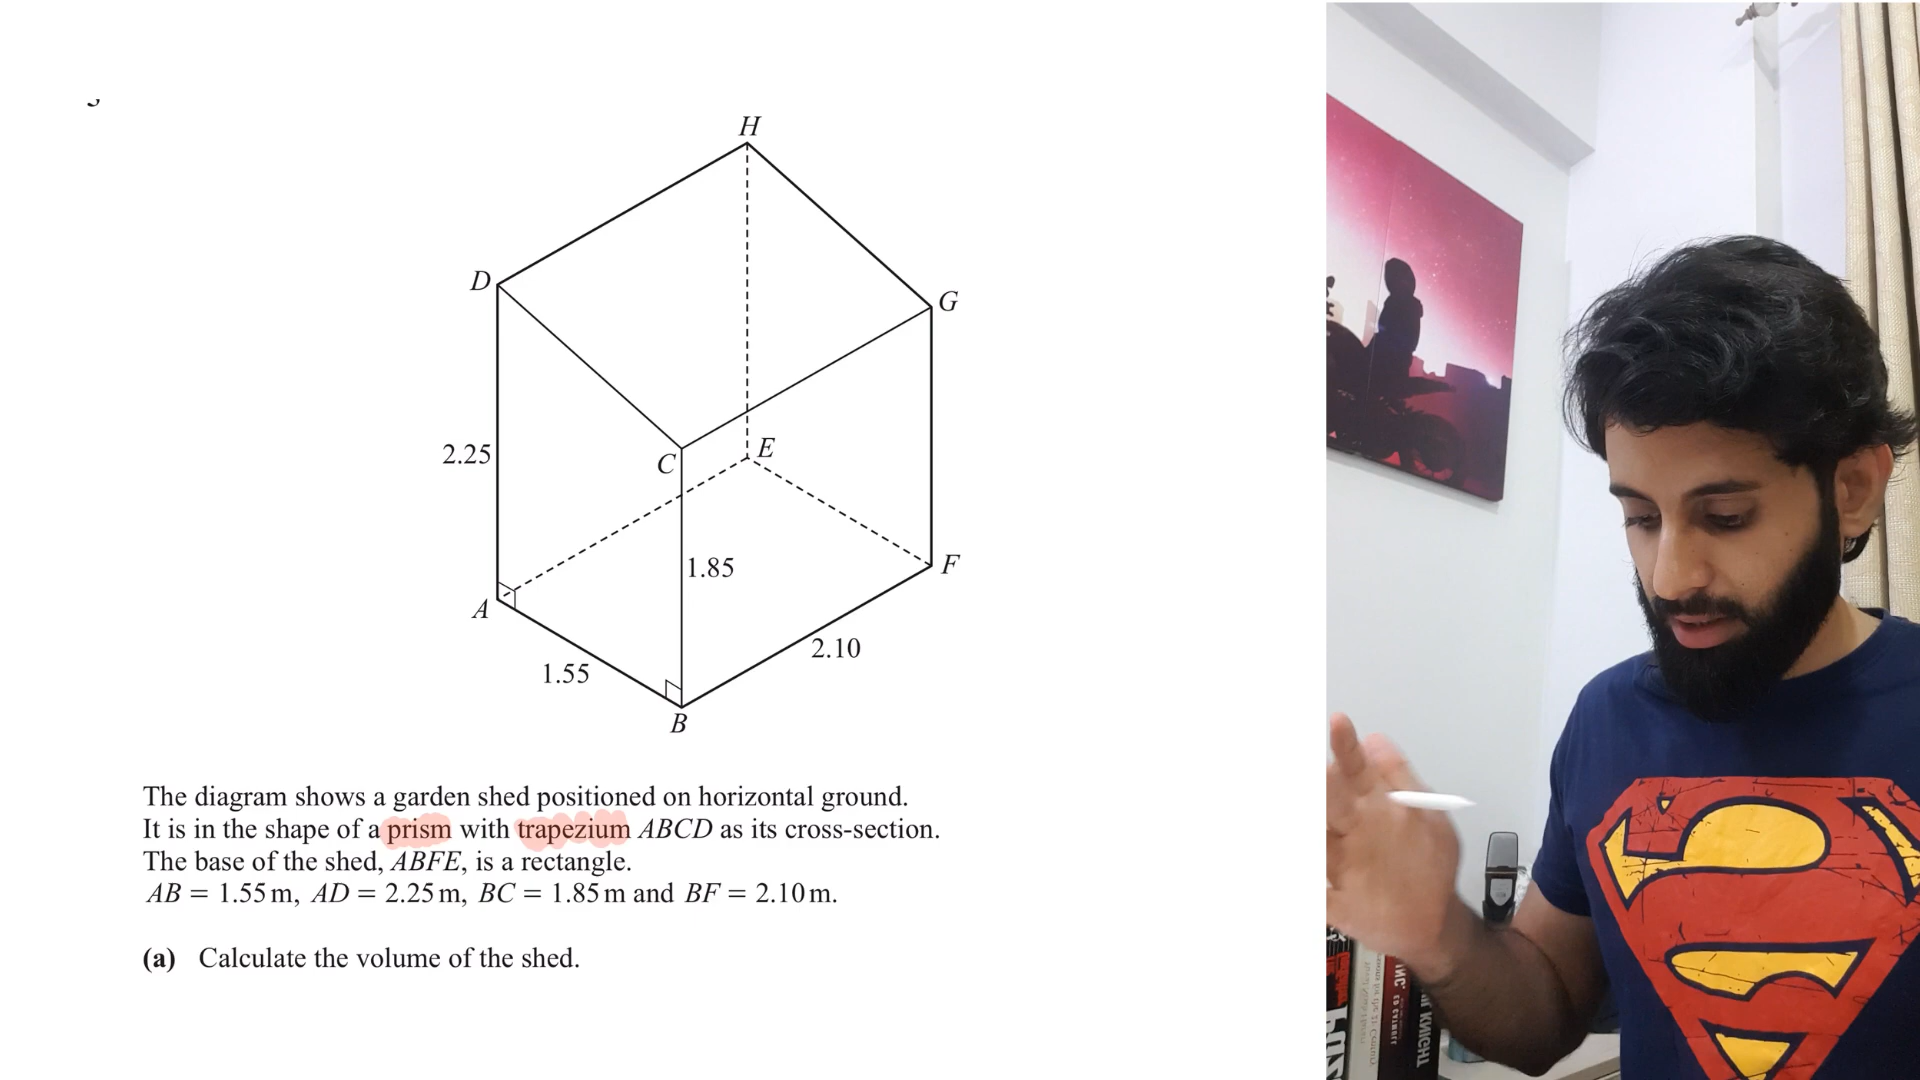 H
D
G
2.25
C
E
1.85
F
A
2.10
1.55
B
The diagram shows a garden shed positioned on horizontal ground.
It is in the shape of a prism with trapezium ABCD as its cross-section.
The base of the shed, ABFE, is a rectangle.
AB = 1.55 m, AD = 2.25 m, BC = 1.85 m and BF = 2.10 m.
(a) Calculate the volume of the shed.